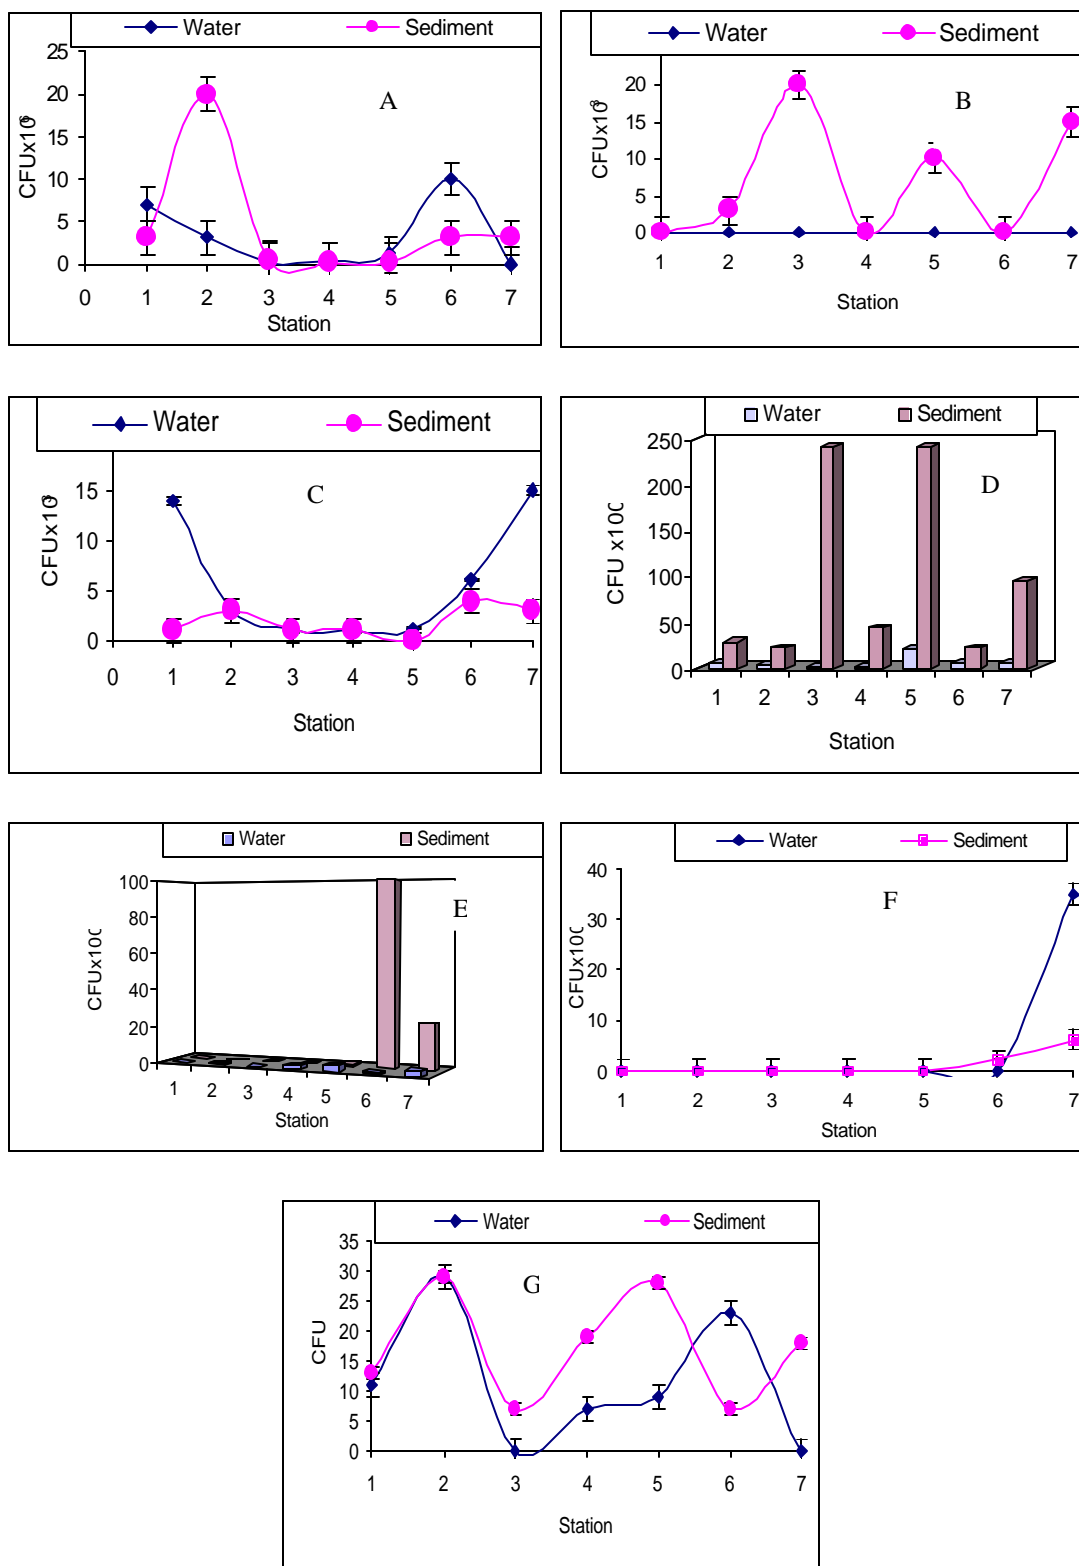 Water Sediment
25
20
15
10
5
0
CFUx10⁶
A
0 1 2 3 4 5 6 7
Station
Water Sediment
20
15
10
5
0
CFUx10⁸
B
1 2 3 4 5 6 7
Station
Water Sediment
15
10
5
0
CFUx10³
C
0 1 2 3 4 5 6 7
Station
Water Sediment
250
200
150
100
50
0
CFU x100
D
1 2 3 4 5 6 7
Station
Water Sediment
100
80
60
40
20
0
CFUx100
E
1 2 3 4 5 6 7
Station
Water Sediment
40
30
20
10
0
CFUx100
F
1 2 3 4 5 6 7
Station
Water Sediment
35
30
25
20
15
10
5
0
CFU
G
1 2 3 4 5 6 7
Station